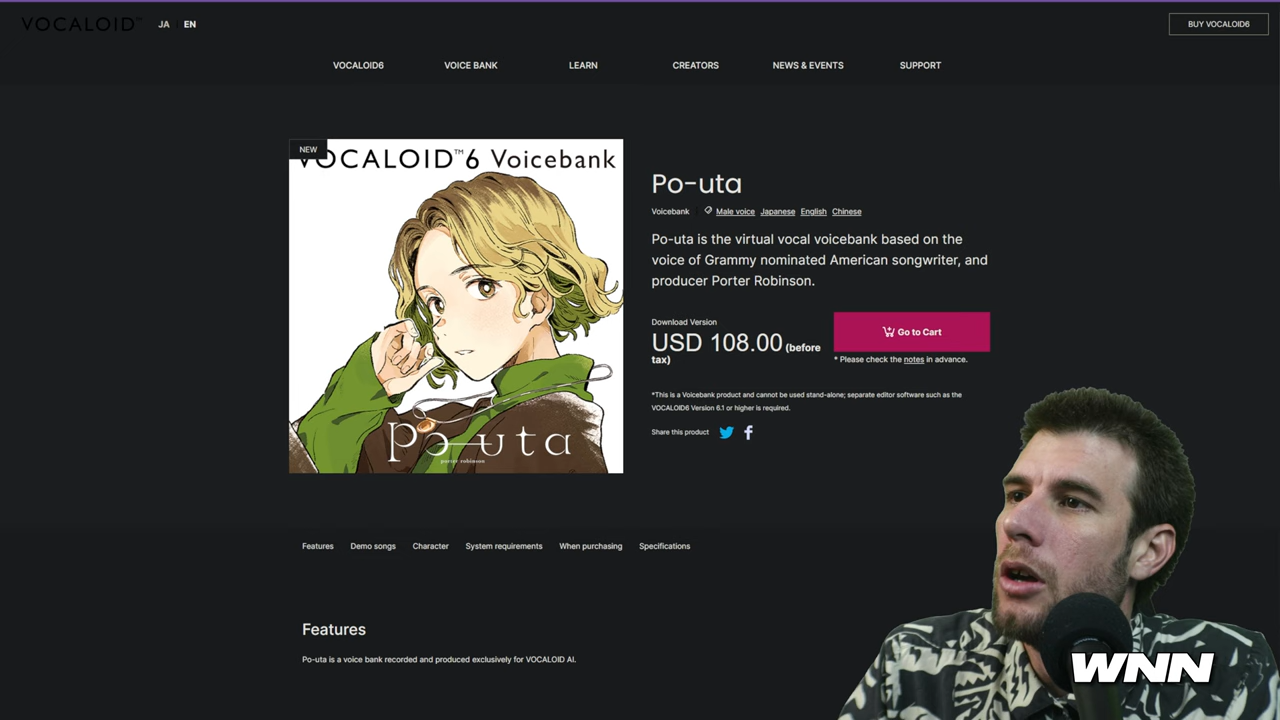 VOCALOID™ JA EN BUY VOCALOID6
VOCALOID6 VOICE BANK LEARN CREATORS NEWS & EVENTS SUPPORT
NEW
VOCALOID™6 Voicebank
po-uta
porter robinson
Po-uta
Voicebank Male voice Japanese English Chinese
Po-uta is the virtual vocal voicebank based on the
voice of Grammy nominated American songwriter, and
producer Porter Robinson.
Download Version
USD 108.00 (before
tax)
Go to Cart
* Please check the notes in advance.
*This is a Voicebank product and cannot be used stand-alone; separate editor software such as the
VOCALOID6 Version 6.1 or higher is required.
Share this product
Features Demo songs Character System requirements When purchasing Specifications
Features
Po-uta is a voice bank recorded and produced exclusively for VOCALOID AI.
WNN